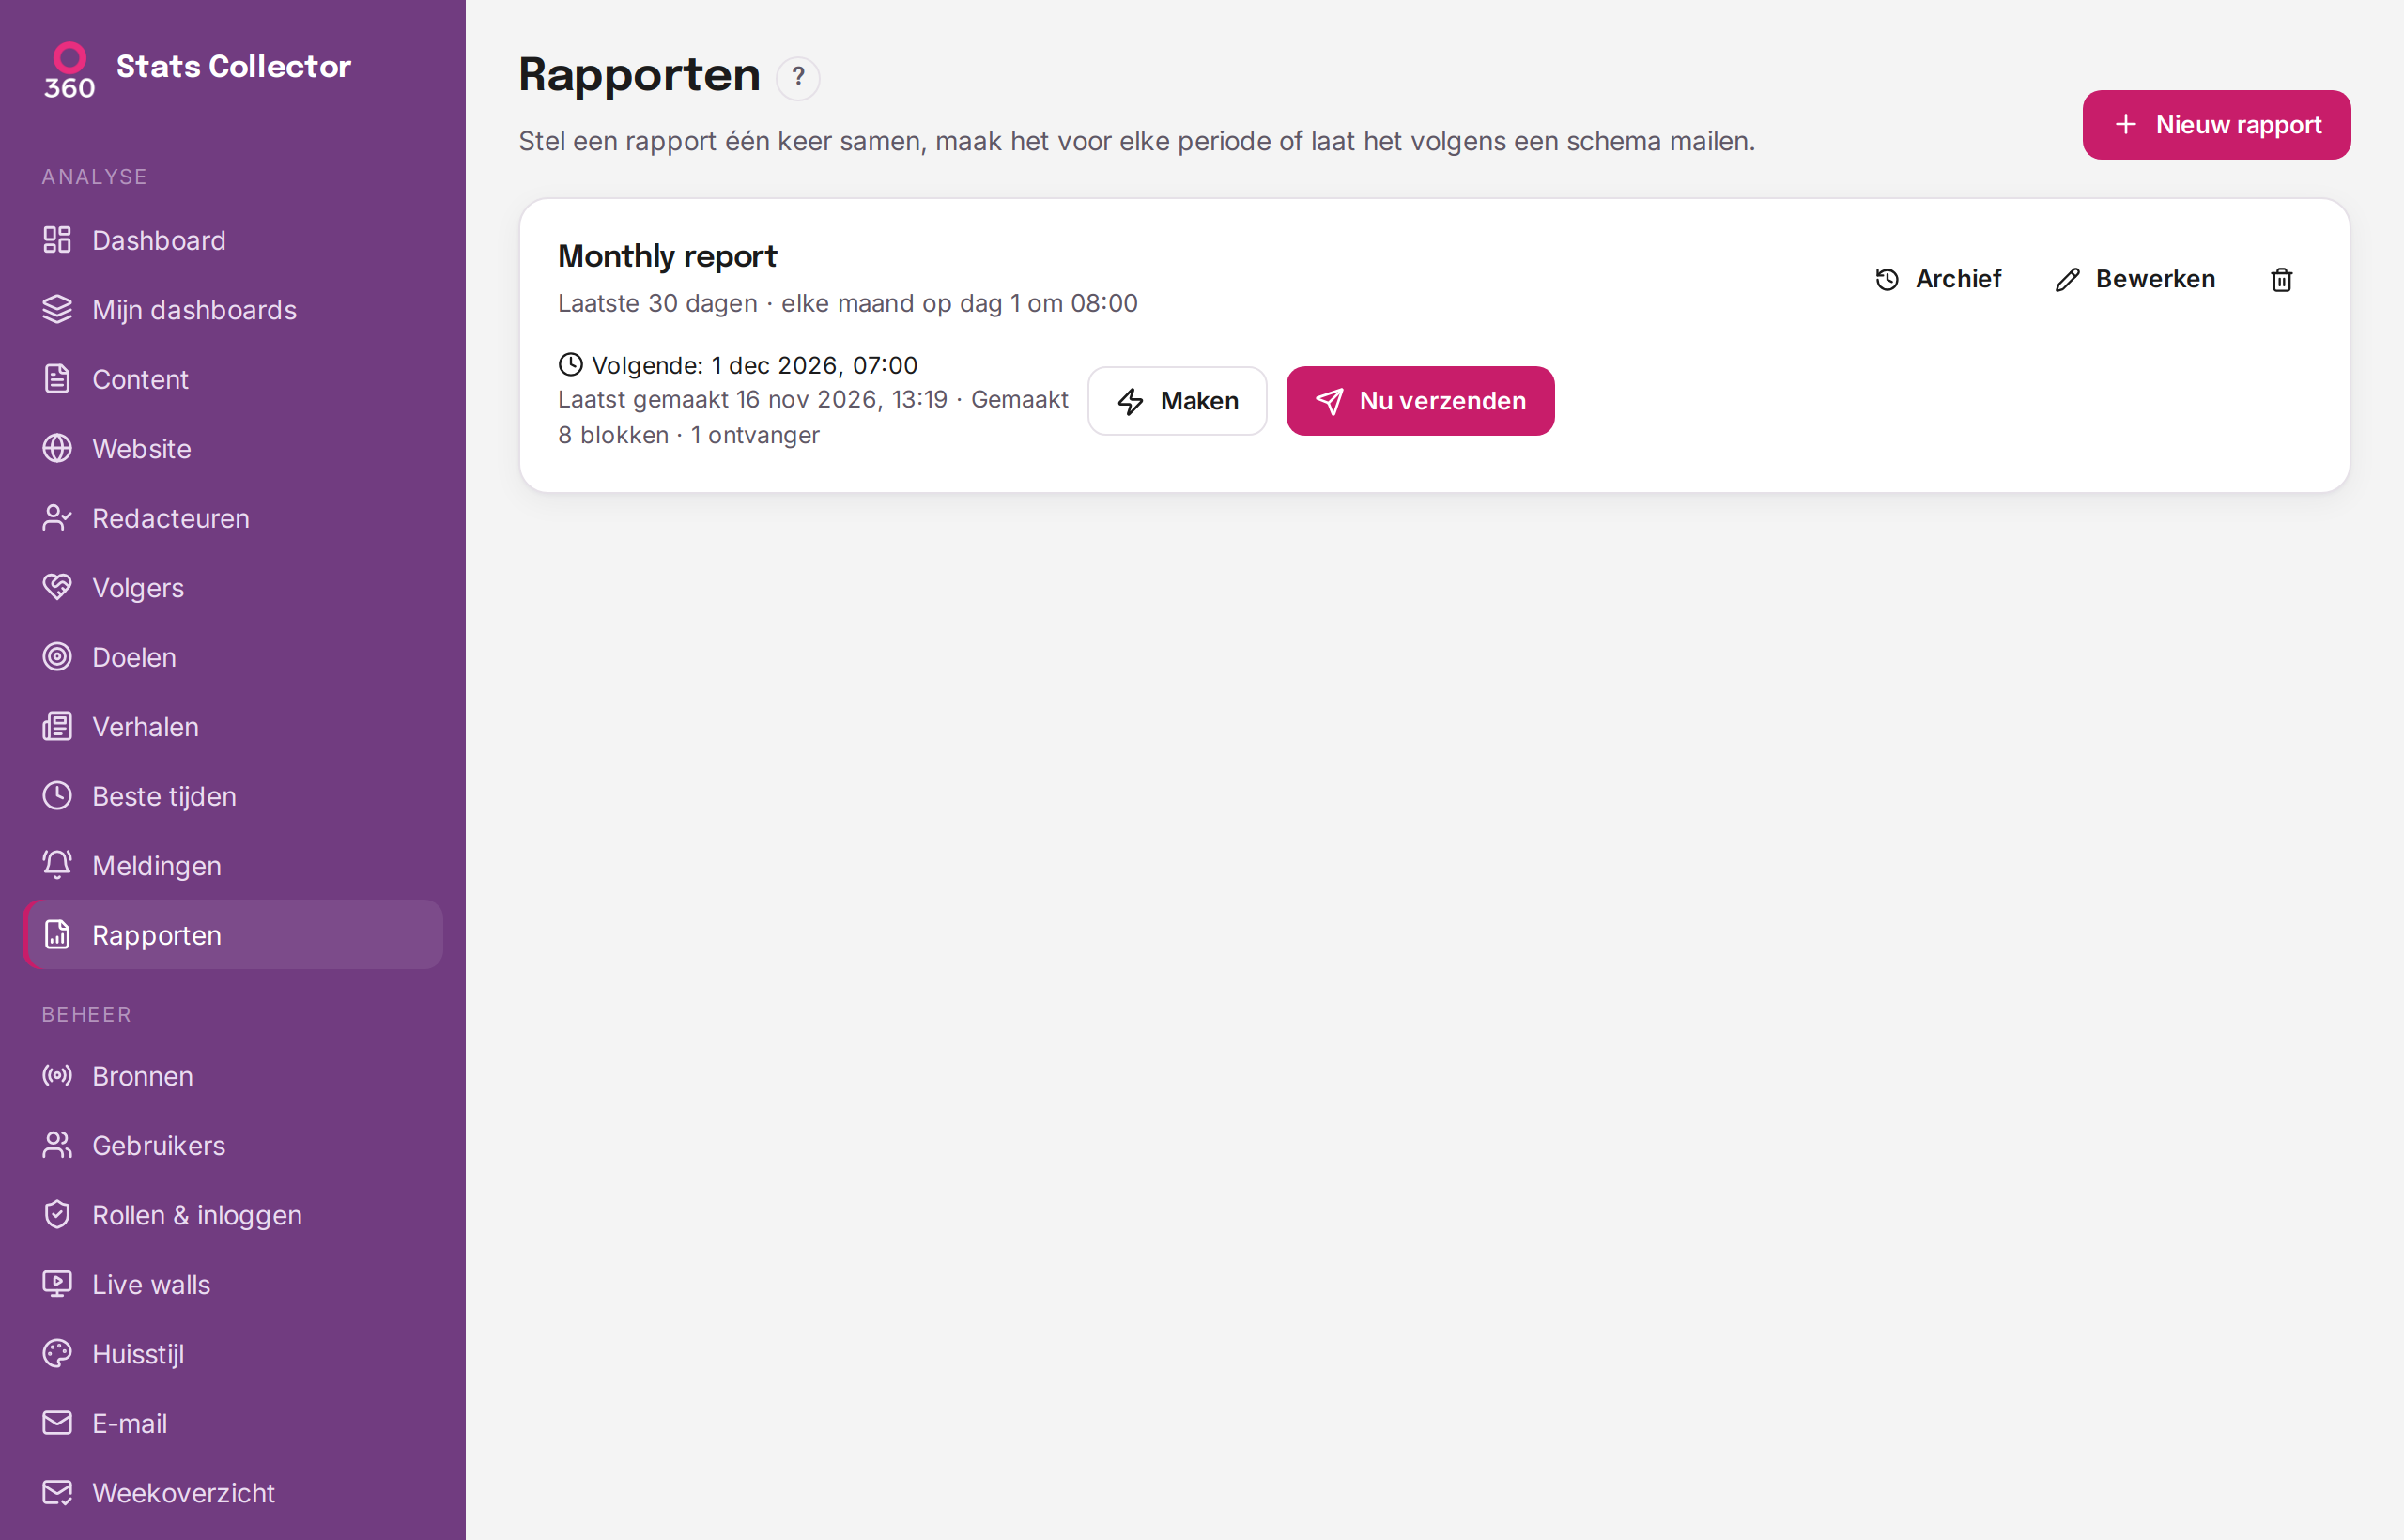 360
Stats Collector
ANALYSE
Dashboard
Mijn dashboards
Content
Website
Redacteuren
Volgers
Doelen
Verhalen
Beste tijden
Meldingen
Rapporten
BEHEER
Bronnen
Gebruikers
Rollen & inloggen
Live walls
Huisstijl
E-mail
Weekoverzicht
Rapporten ?
Stel een rapport één keer samen, maak het voor elke periode of laat het volgens een schema mailen.
Nieuw rapport
Monthly report
Laatste 30 dagen · elke maand op dag 1 om 08:00
Archief
Bewerken
Volgende: 1 dec 2026, 07:00
Laatst gemaakt 16 nov 2026, 13:19 · Gemaakt
8 blokken · 1 ontvanger
Maken
Nu verzenden